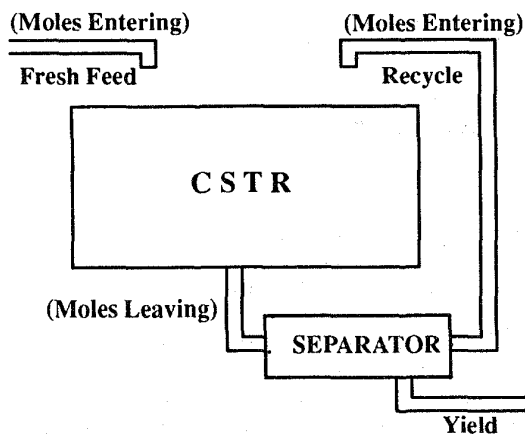 (Moles Entering)
Fresh Feed
(Moles Entering)
Recycle
CSTR
(Moles Leaving)
SEPARATOR
Yield